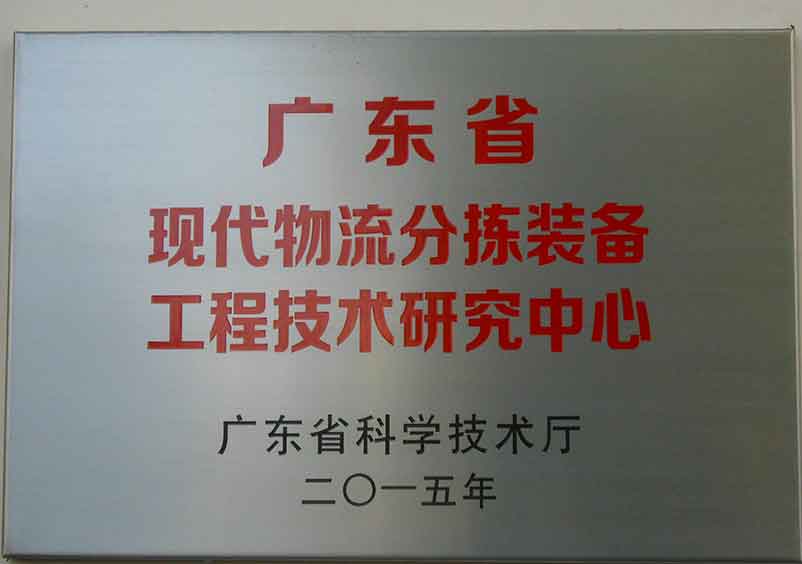 广东省
现代物流分拣装备
工程技术研究中心
广东省科学技术厅
二〇一五年